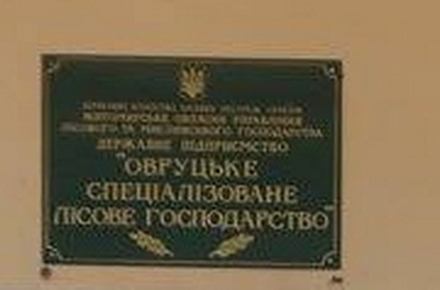 ЖИТОМИРСЬКЕ ОБЛАСНЕ УПРАВЛІННЯ
ЛІСОВОГО ТА МИСЛИВСЬКОГО ГОСПОДАРСТВА
ДЕРЖАВНЕ ПІДПРИЄМСТВО
"ОВРУЦЬКЕ
СПЕЦІАЛІЗОВАНЕ
ЛІСОВЕ ГОСПОДАРСТВО"